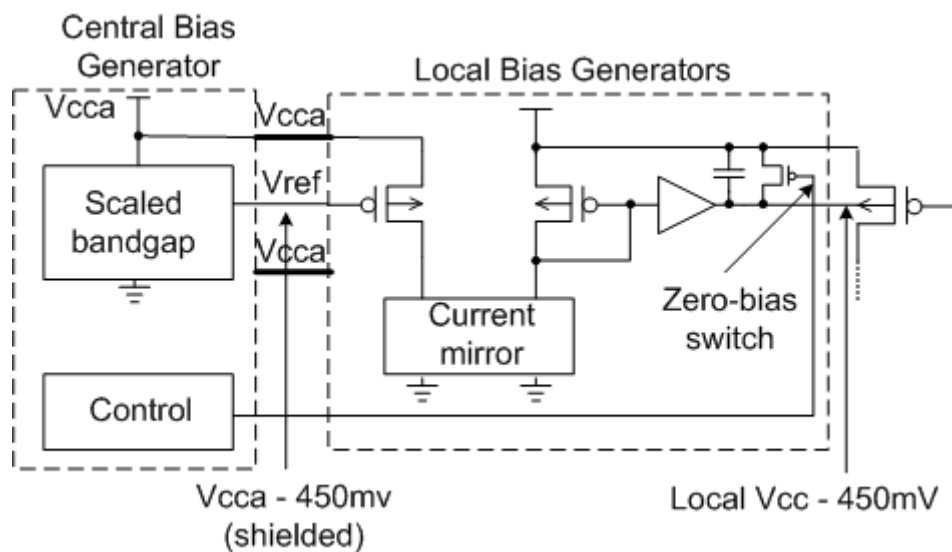 Central Bias
Generator
Local Bias Generators
Vcca
Vcca
Vref
Scaled
bandgap
Vcca
Zero-bias
switch
Current
mirror
Control
Vcca - 450mv
(shielded)
Local Vcc - 450mV